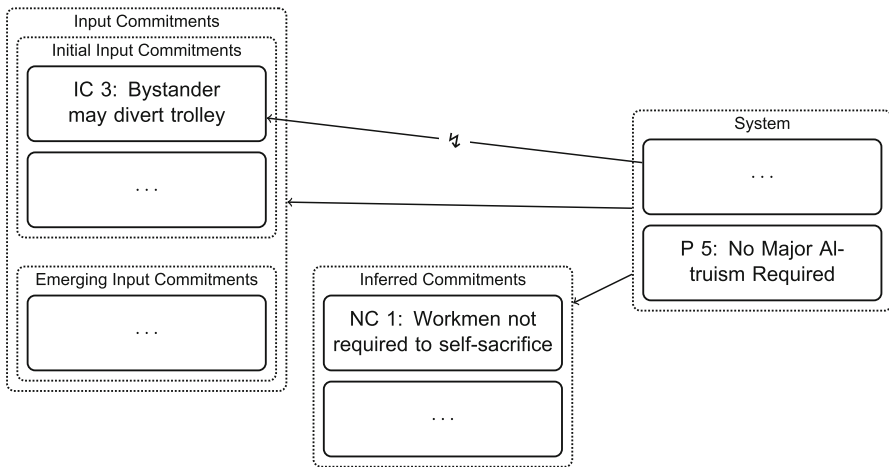 Input Commitments
Initial Input Commitments
IC 3: Bystander
may divert trolley
...
Emerging Input Commitments
...
Inferred Commitments
NC 1: Workmen not
required to self-sacrifice
...
System
...
P 5: No Major Al-
truism Required